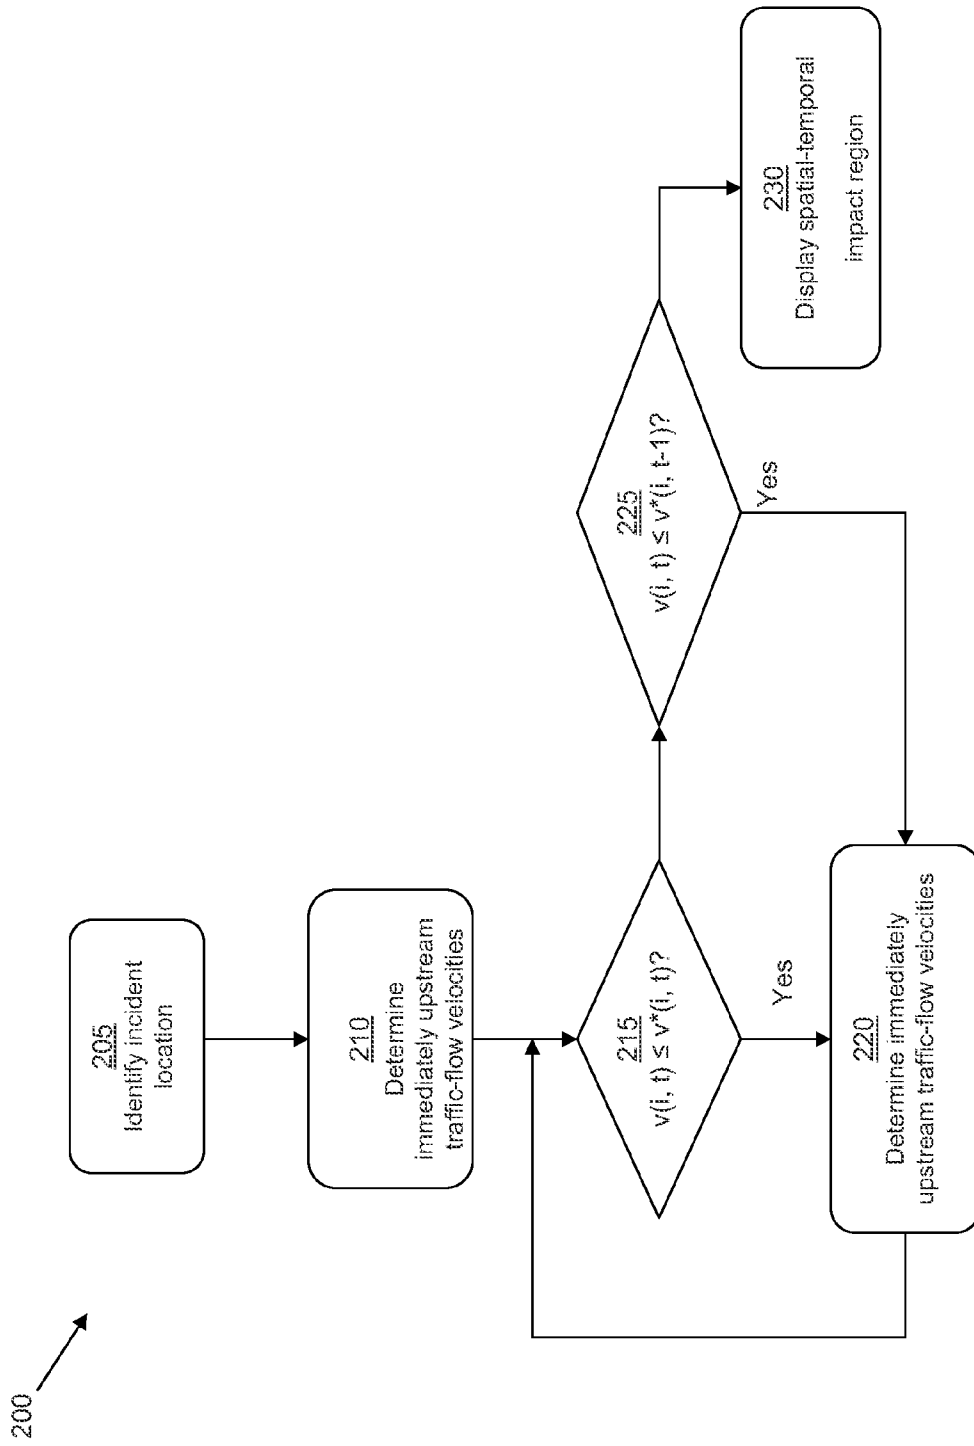 200
205
Identify incident
location
210
Determine
immediately upstream
traffic-flow velocities
215
v(i, t) ≤ v*(i, t)?
Yes
220
Determine immediately
upstream traffic-flow velocities
225
v(i, t) ≤ v*(i, t-1)?
Yes
230
Display spatial-temporal
impact region